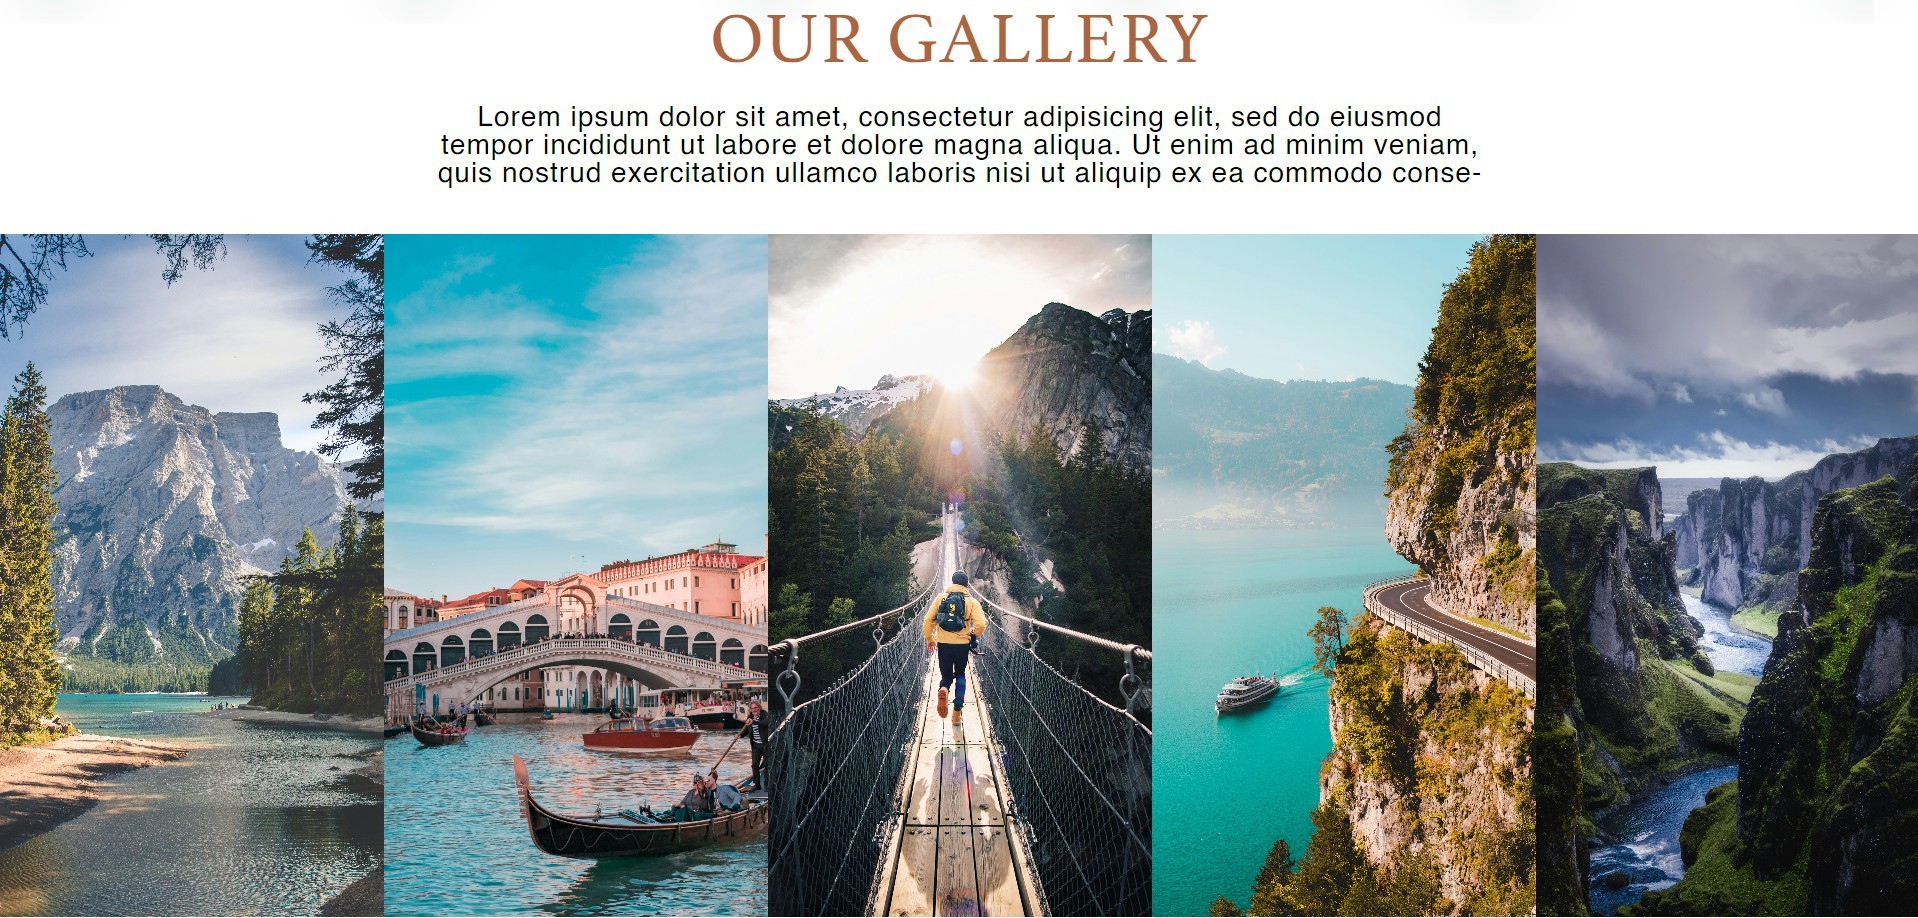 OUR GALLERY
Lorem ipsum dolor sit amet, consectetur adipisicing elit, sed do eiusmod
tempor incididunt ut labore et dolore magna aliqua. Ut enim ad minim veniam,
quis nostrud exercitation ullamco laboris nisi ut aliquip ex ea commodo conse-